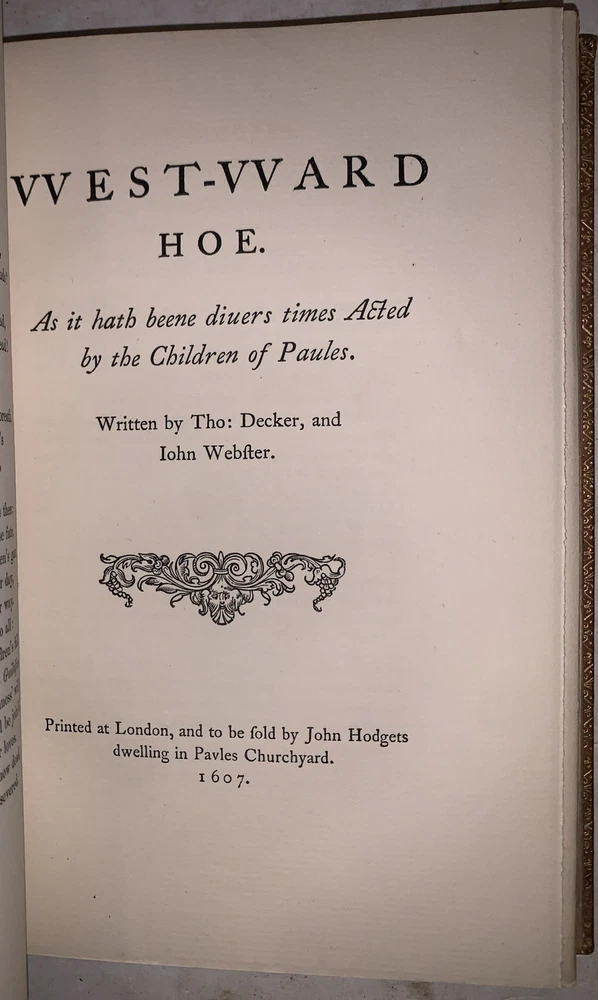 VVEST-VVARD
HOE.
As it hath beene diuers times Acted
by the Children of Paules.
Written by Tho: Decker, and
Iohn Webſter.
Printed at London, and to be ſold by John Hodgets
dwelling in Pavles Churchyard.
1607.